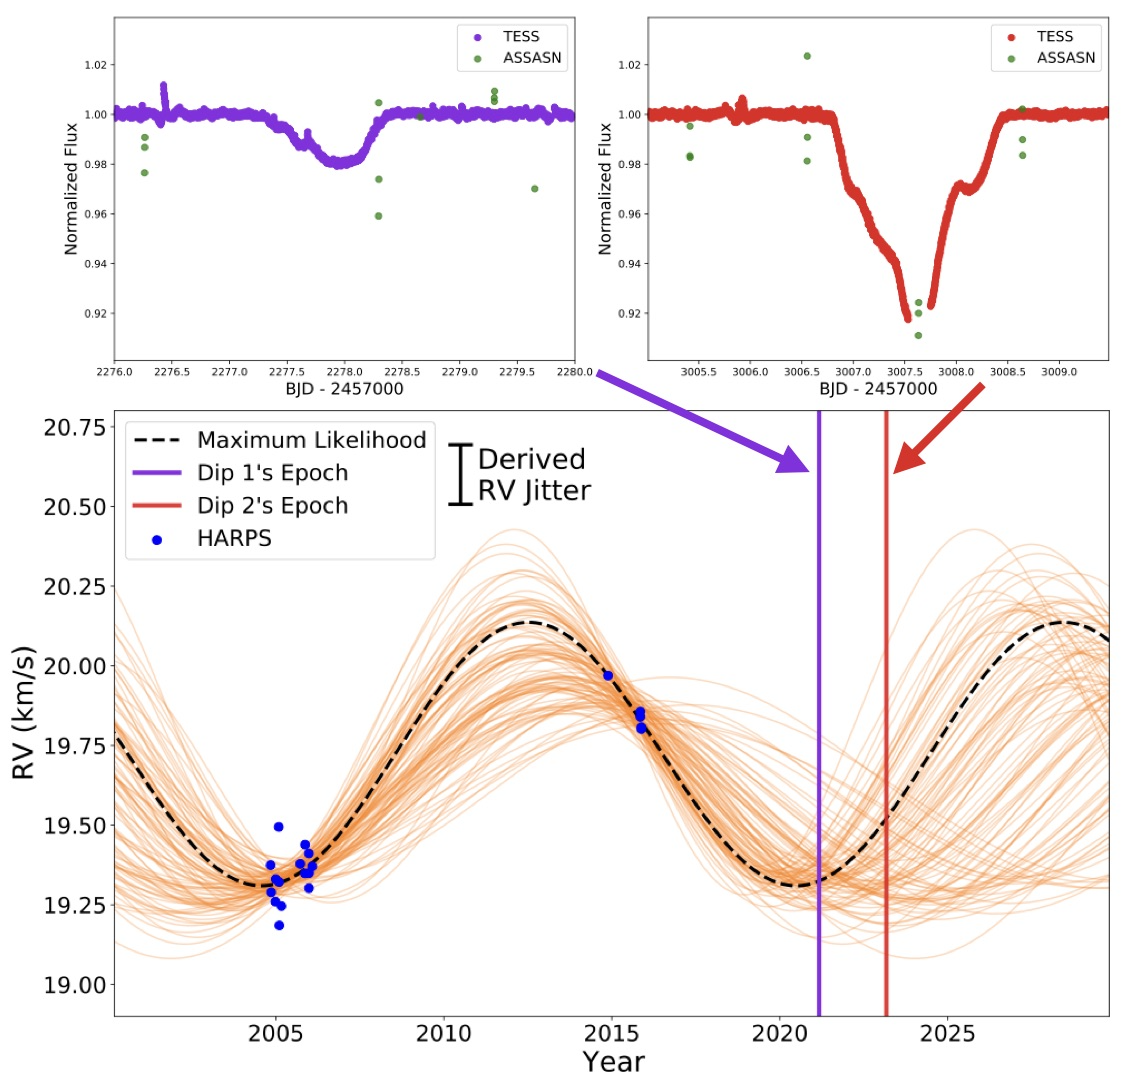 TESS
ASSASN
1.02
1.00
0.98
0.96
0.94
0.92
Normalized Flux
2276.0 2276.5 2277.0 2277.5 2278.0 2278.5 2279.0 2279.5 2280.0
BJD - 2457000
TESS
ASSASN
1.02
1.00
0.98
0.96
0.94
0.92
Normalized Flux
3005.5 3006.0 3006.5 3007.0 3007.5 3008.0 3008.5 3009.0
BJD - 2457000
Maximum Likelihood
Dip 1's Epoch
Dip 2's Epoch
HARPS
Derived
RV Jitter
20.75
20.50
20.25
20.00
19.75
19.50
19.25
19.00
RV (km/s)
2005 2010 2015 2020 2025
Year